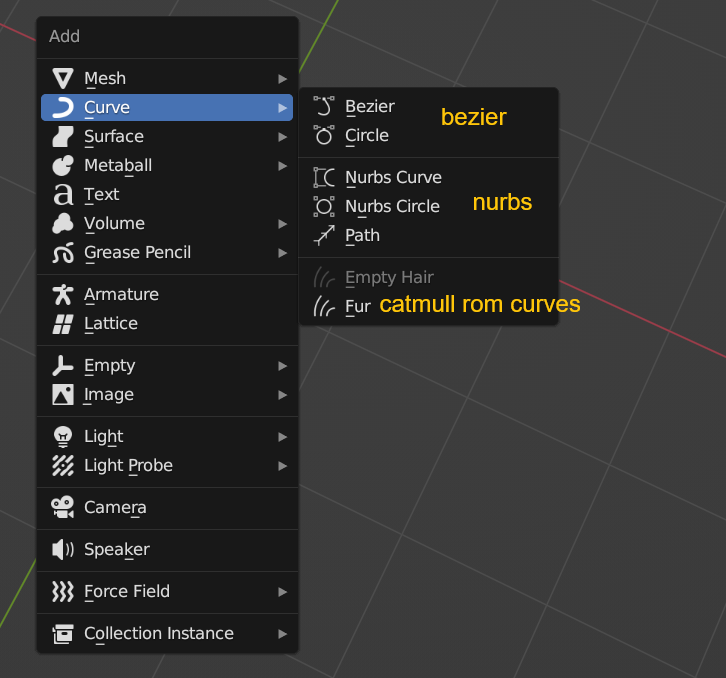 Add
Mesh
Curve
Surface
Metaball
Text
Volume
Grease Pencil
Armature
Lattice
Empty
Image
Light
Light Probe
Camera
Speaker
Force Field
Collection Instance
Bezier
Circle
bezier
Nurbs Curve
Nurbs Circle
Path
nurbs
Empty Hair
Fur catmull rom curves